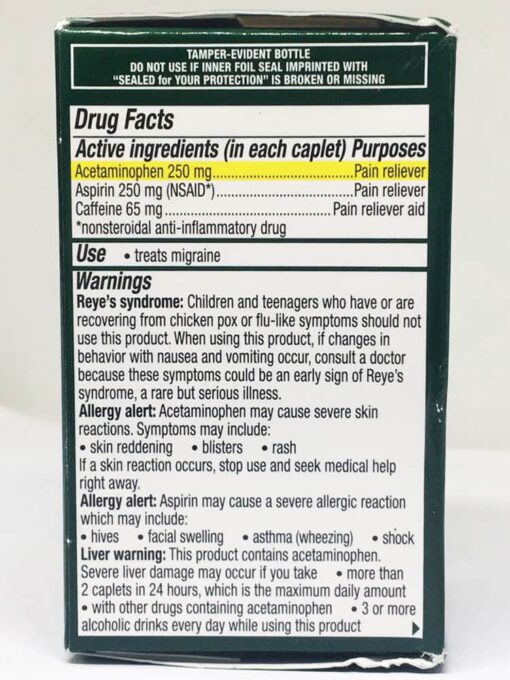 TAMPER-EVIDENT BOTTLE
DO NOT USE IF INNER FOIL SEAL IMPRINTED WITH
“SEALED for YOUR PROTECTION” IS BROKEN OR MISSING
Drug Facts
Active ingredients (in each caplet) Purposes
Acetaminophen 250 mg..............................Pain reliever
Aspirin 250 mg (NSAID*)..............................Pain reliever
Caffeine 65 mg.....................................Pain reliever aid
*nonsteroidal anti-inflammatory drug
Use • treats migraine
Warnings
Reye's syndrome: Children and teenagers who have or are
recovering from chicken pox or flu-like symptoms should not
use this product. When using this product, if changes in
behavior with nausea and vomiting occur, consult a doctor
because these symptoms could be an early sign of Reye's
syndrome, a rare but serious illness.
Allergy alert: Acetaminophen may cause severe skin
reactions. Symptoms may include:
• skin reddening • blisters • rash
If a skin reaction occurs, stop use and seek medical help
right away.
Allergy alert: Aspirin may cause a severe allergic reaction
which may include:
• hives • facial swelling • asthma (wheezing) • shock
Liver warning: This product contains acetaminophen.
Severe liver damage may occur if you take • more than
2 caplets in 24 hours, which is the maximum daily amount
• with other drugs containing acetaminophen • 3 or more
alcoholic drinks every day while using this product